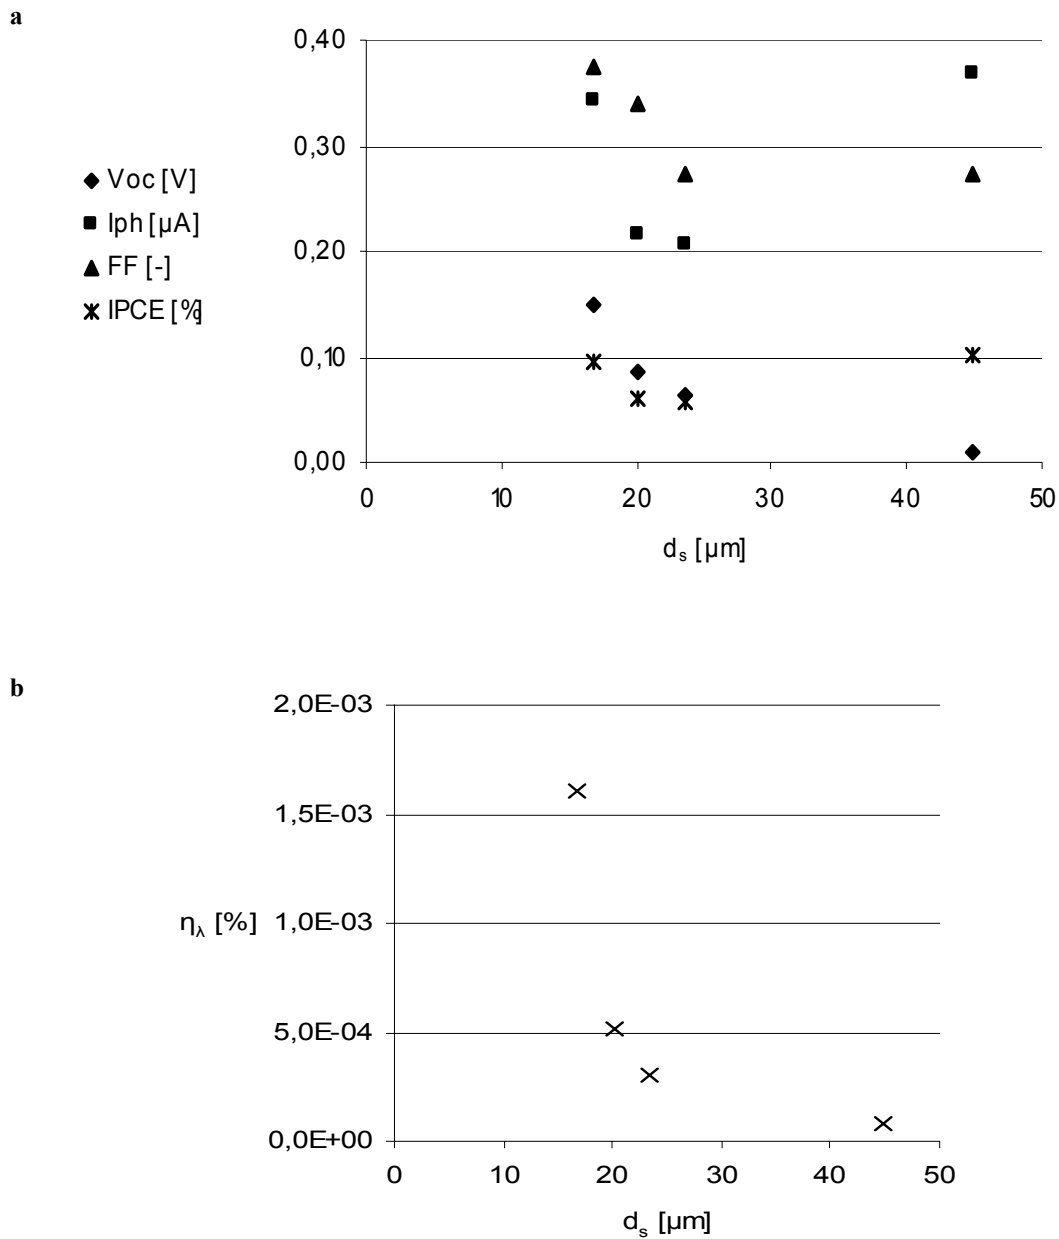 a
0,40
0,30
0,20
0,10
0,00
Voc [V]
Iph [µA]
FF [-]
IPCE [%]
0 10 20 30 40 50
d_s [µm]
b
2,0E-03
1,5E-03
η_λ [%] 1,0E-03
5,0E-04
0,0E+00
0 10 20 30 40 50
d_s [µm]